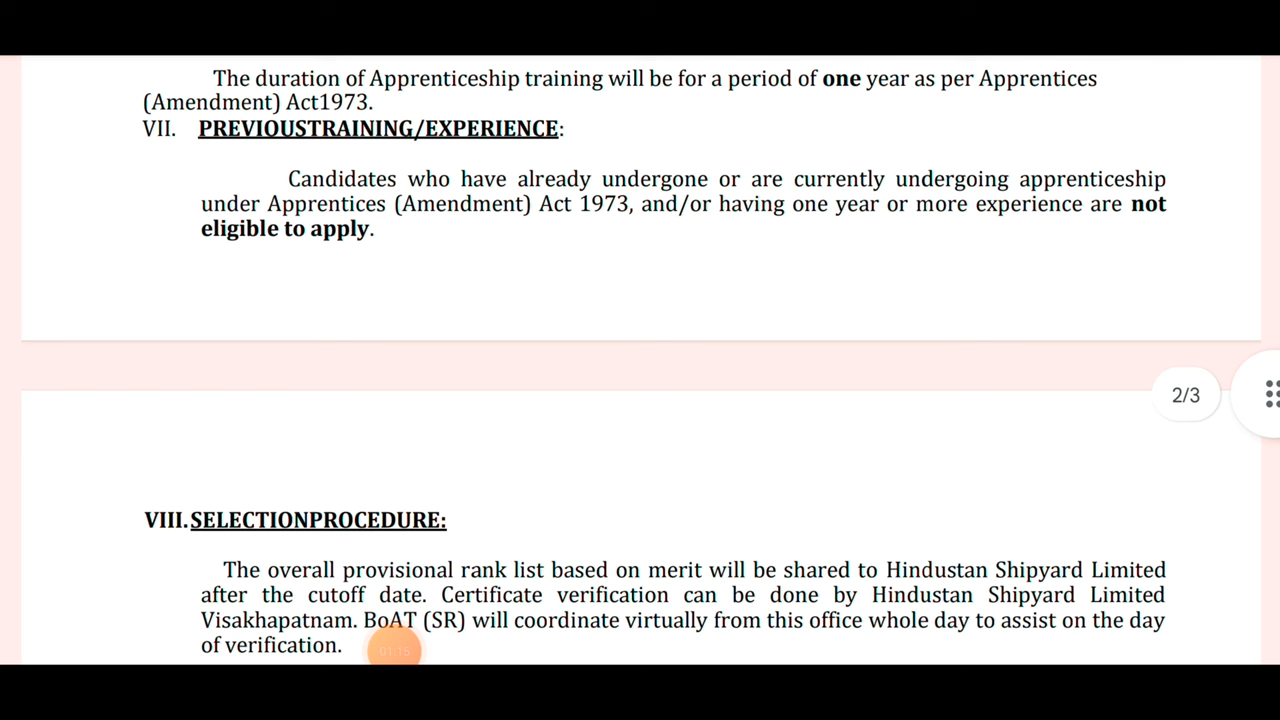 The duration of Apprenticeship training will be for a period of one year as per Apprentices
(Amendment) Act1973.
VII. PREVIOUSTRAINING/EXPERIENCE:
Candidates who have already undergone or are currently undergoing apprenticeship
under Apprentices (Amendment) Act 1973, and/or having one year or more experience are not
eligible to apply.
2/3
VIII.SELECTIONPROCEDURE:
The overall provisional rank list based on merit will be shared to Hindustan Shipyard Limited
after the cutoff date. Certificate verification can be done by Hindustan Shipyard Limited
Visakhapatnam. BoAT (SR) will coordinate virtually from this office whole day to assist on the day
of verification.
01:15